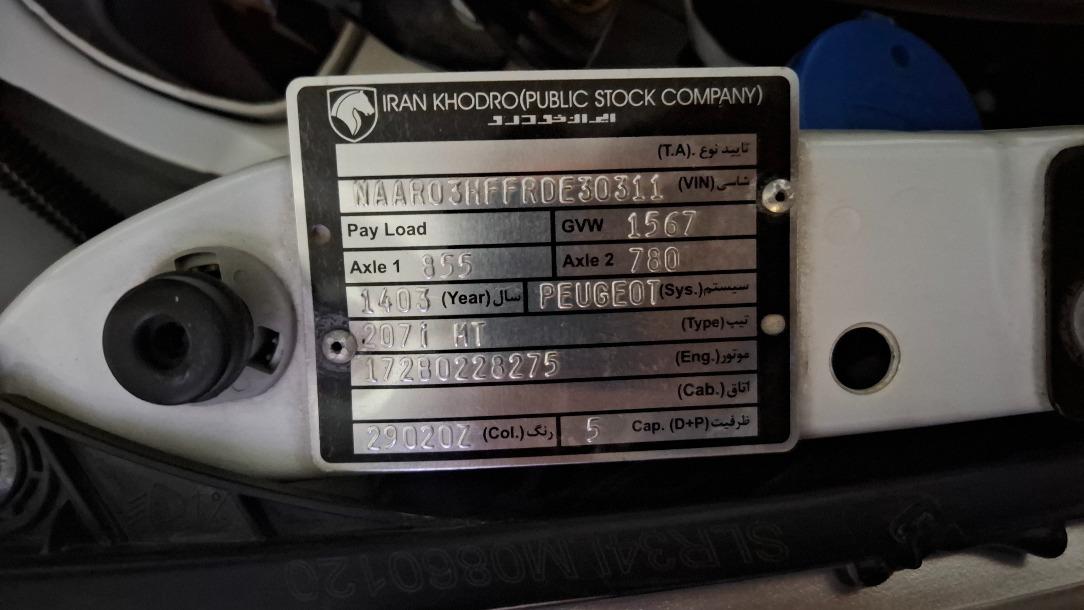 IRAN KHODRO(PUBLIC STOCK COMPANY)
ایران خودرو
تایید نوع .(T.A)
NAAR03HFFRDE30311 (VIN) شاسی
Pay Load GVW 1567
Axle 1 855 Axle 2 780
1403 (Year) سال PEUGEOT (Sys.) سیستم
207i MT (Type) تیپ
172B0228275 (Eng.) موتور
(Cab.) اتاق
29020Z (Col.) رنگ 5 Cap. (D+P) ظرفیت
SLR34LM0860120